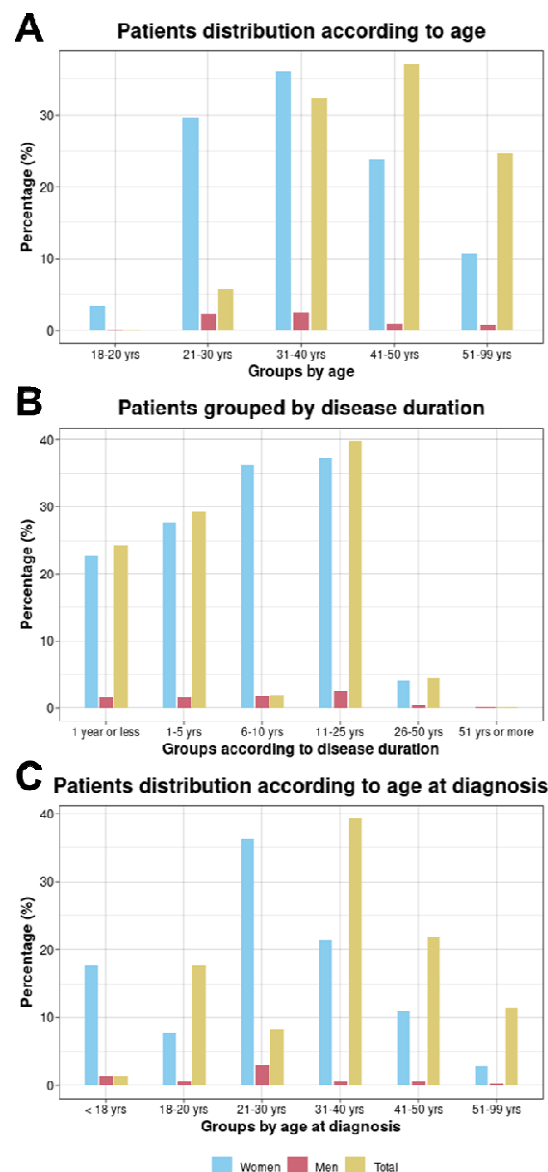 A
Patients distribution according to age
Percentage (%)
30
20
10
0
18-20 yrs 21-30 yrs 31-40 yrs 41-50 yrs 51-99 yrs
Groups by age
B
Patients grouped by disease duration
Percentage (%)
40
30
20
10
0
1 year or less 1-5 yrs 6-10 yrs 11-25 yrs 26-50 yrs 51 yrs or more
Groups according to disease duration
C
Patients distribution according to age at diagnosis
Percentage (%)
40
30
20
10
0
< 18 yrs 18-20 yrs 21-30 yrs 31-40 yrs 41-50 yrs 51-99 yrs
Groups by age at diagnosis
Women Men Total